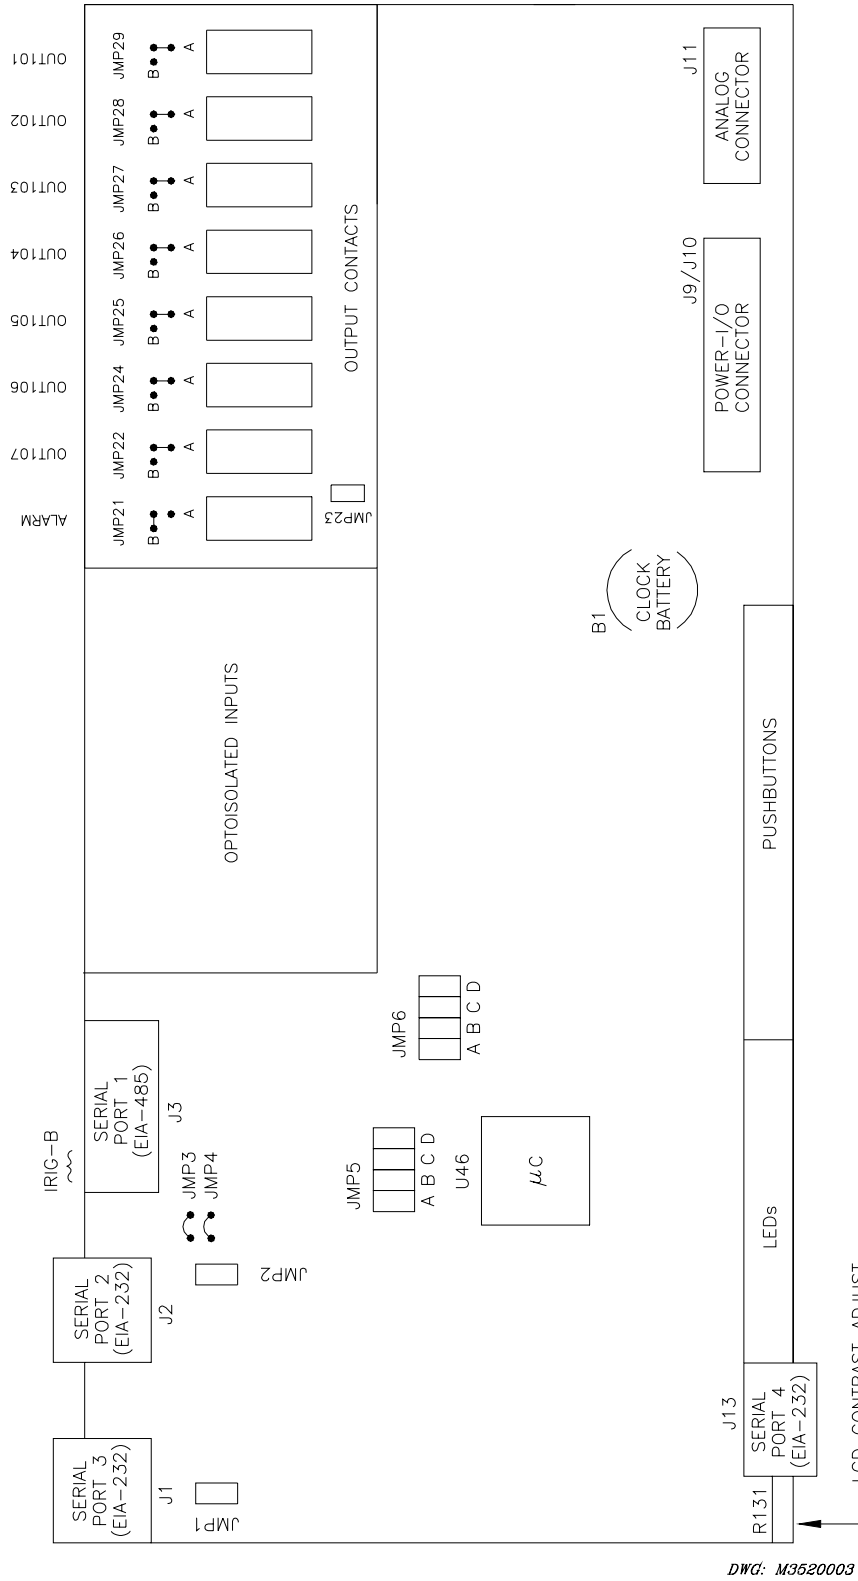 OUT101
JMP29
B
A
OUT102
JMP28
B
A
OUT103
JMP27
B
A
OUT104
JMP26
B
A
OUT105
JMP25
B
A
OUT106
JMP24
B
A
OUT107
JMP22
B
A
ALARM
JMP21
B
A
JMP23
OUTPUT CONTACTS
J11
ANALOG
CONNECTOR
J9/J10
POWER-I/O
CONNECTOR
B1
CLOCK
BATTERY
OPTOISOLATED INPUTS
PUSHBUTTONS
JMP6
A B C D
IRIG-B
SERIAL
PORT 1
(EIA-485)
J3
JMP3
JMP4
JMP5
A B C D
U46
µC
LEDs
SERIAL
PORT 2
(EIA-232)
J2
JMP2
SERIAL
PORT 3
(EIA-232)
J1
JMP1
J13
SERIAL
PORT 4
(EIA-232)
R131
LCD CONTRAST ADJUST
DWG: M3520003